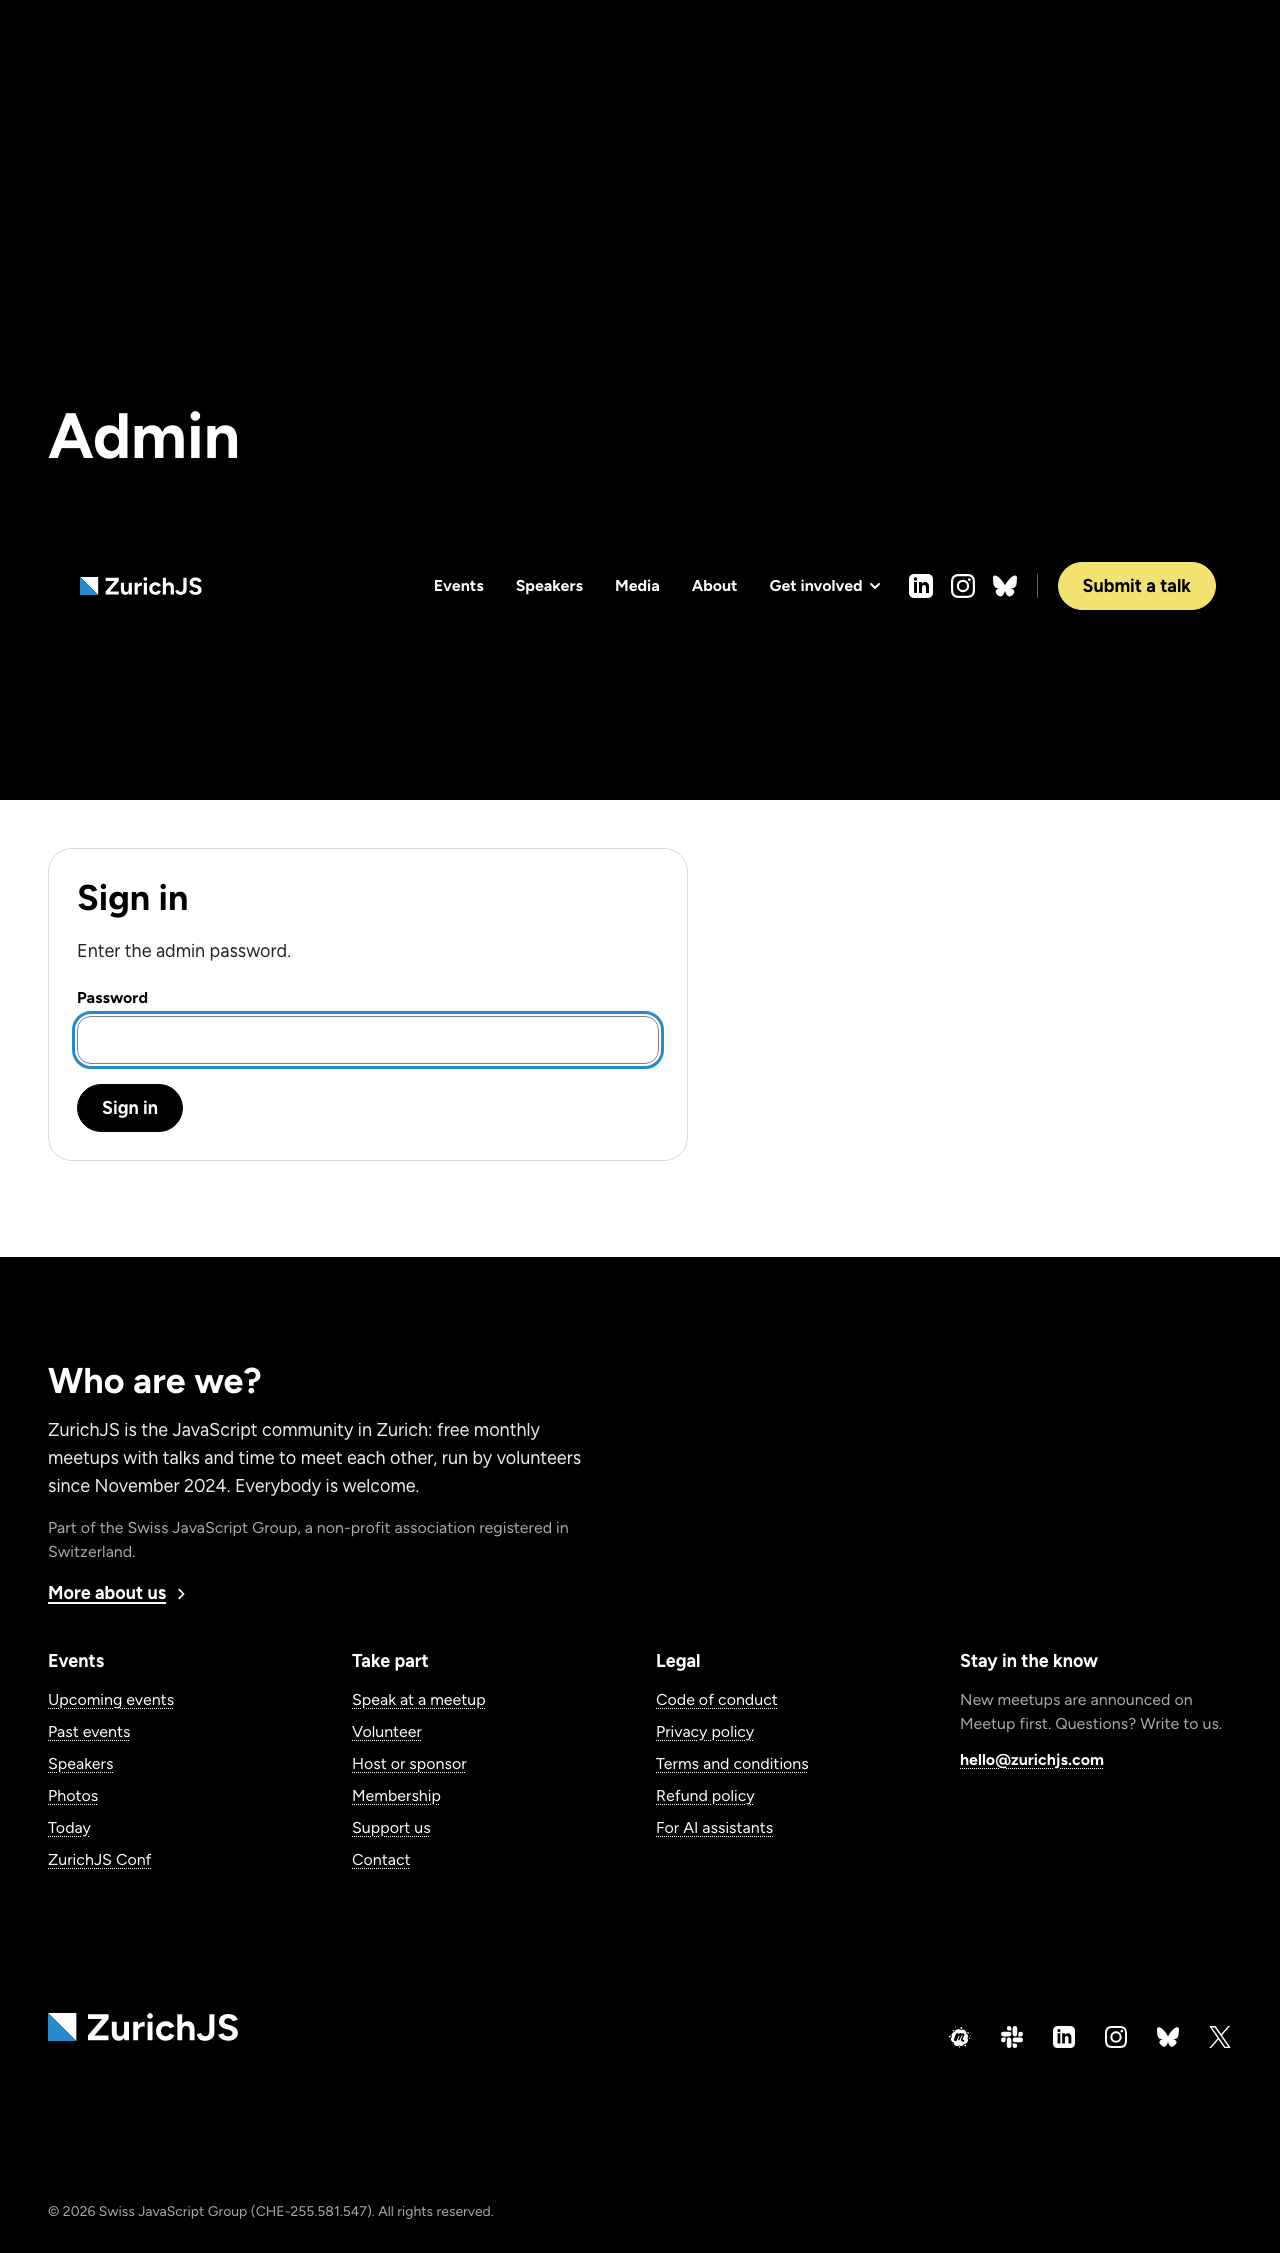 Admin
ZurichJS
Events
Speakers
Media
About
Get involved
Submit a talk
Sign in
Enter the admin password.
Password
Sign in
Who are we?
ZurichJS is the JavaScript community in Zurich: free monthly
meetups with talks and time to meet each other, run by volunteers
since November 2024. Everybody is welcome.
Part of the Swiss JavaScript Group, a non-profit association registered in
Switzerland.
More about us
Events
Upcoming events
Past events
Speakers
Photos
Today
ZurichJS Conf
Take part
Speak at a meetup
Volunteer
Host or sponsor
Membership
Support us
Contact
Legal
Code of conduct
Privacy policy
Terms and conditions
Refund policy
For AI assistants
Stay in the know
New meetups are announced on
Meetup first. Questions? Write to us.
hello@zurichjs.com
ZurichJS
© 2026 Swiss JavaScript Group (CHE-255.581.547). All rights reserved.